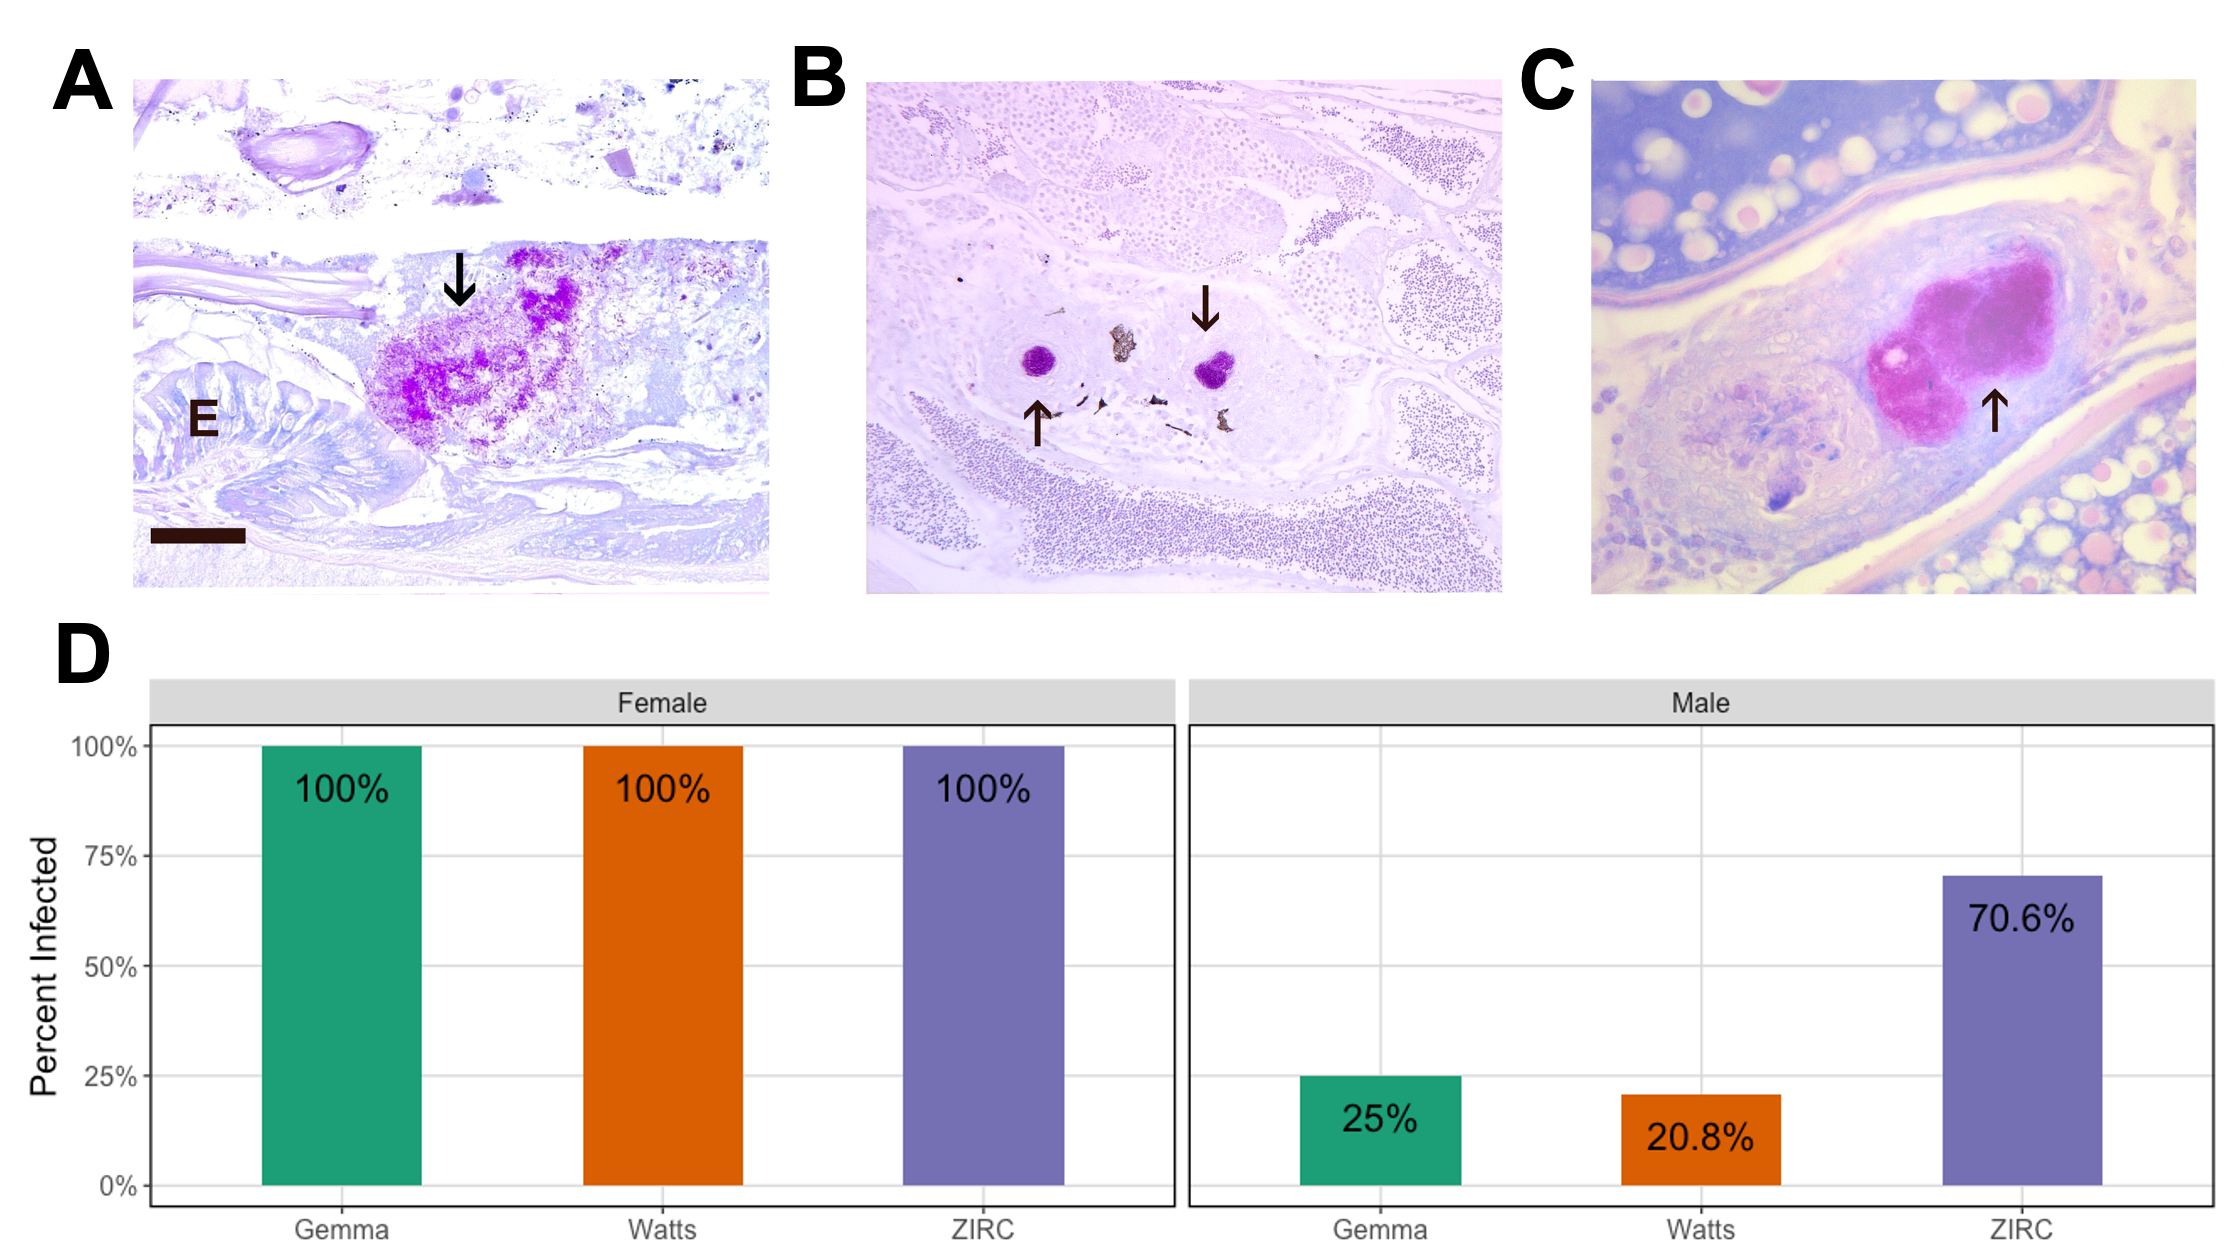 A
B
C
E
D
Female
Male
Percent Infected
100%
75%
50%
25%
0%
100%
100%
100%
25%
20.8%
70.6%
Gemma
Watts
ZIRC
Gemma
Watts
ZIRC